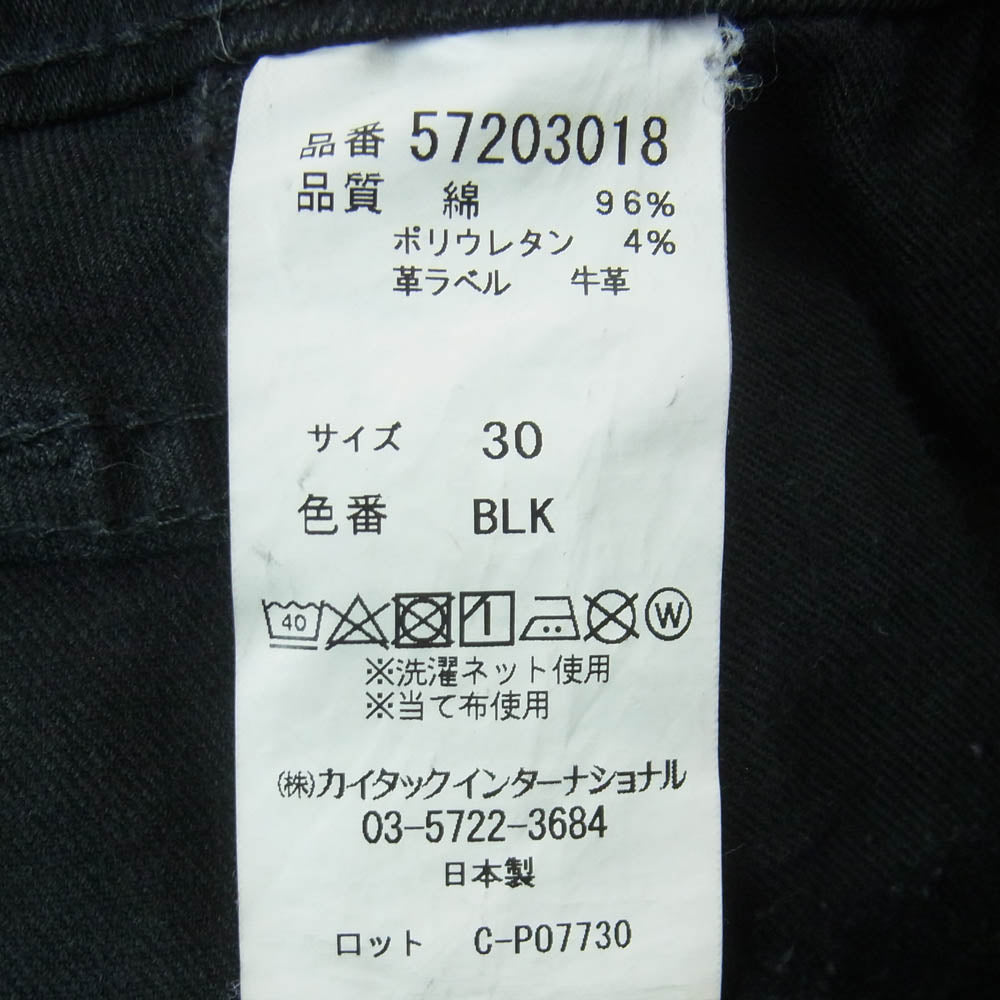 品番 57203018
品質 綿 96%
ポリウレタン 4%
革ラベル 牛革
サイズ 30
色番 BLK
40 W
※洗濯ネット使用
※当て布使用
㈱カイタックインターナショナル
03-5722-3684
日本製
ロット C-P07730